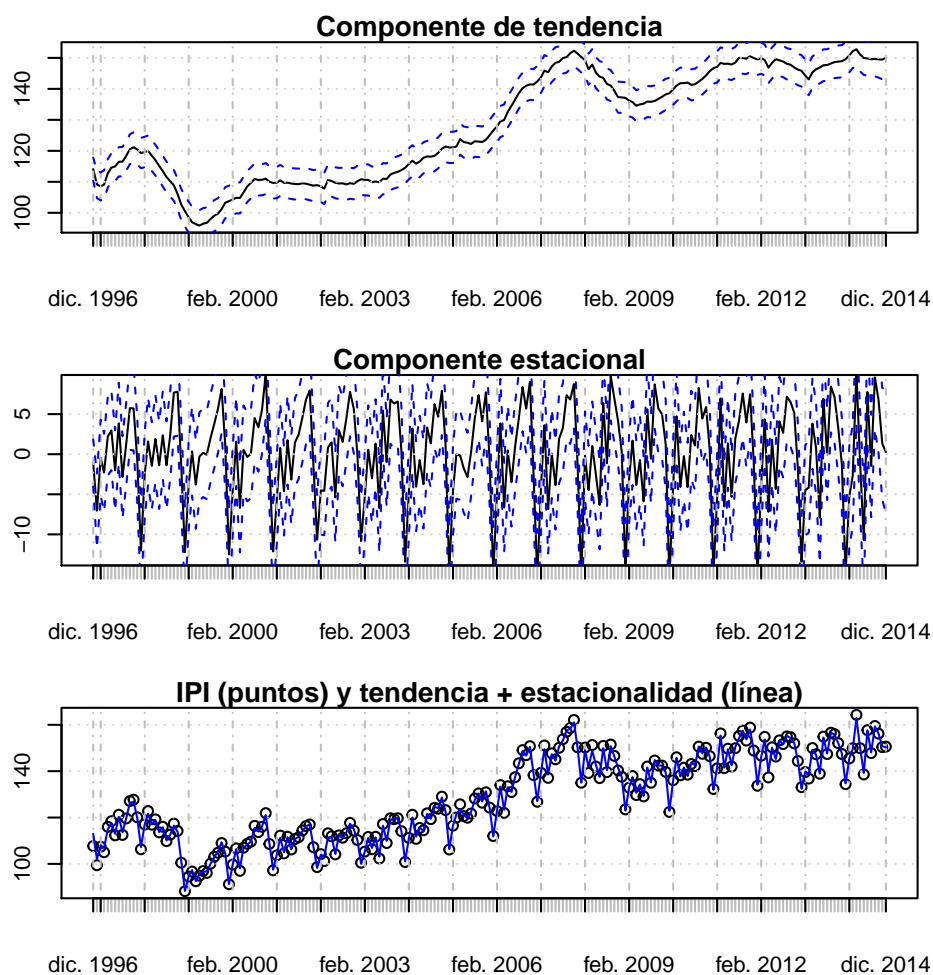 Componente de tendencia
140
120
100
dic. 1996 feb. 2000 feb. 2003 feb. 2006 feb. 2009 feb. 2012 dic. 2014
Componente estacional
5
0
−10
dic. 1996 feb. 2000 feb. 2003 feb. 2006 feb. 2009 feb. 2012 dic. 2014
IPI (puntos) y tendencia + estacionalidad (línea)
140
100
dic. 1996 feb. 2000 feb. 2003 feb. 2006 feb. 2009 feb. 2012 dic. 2014